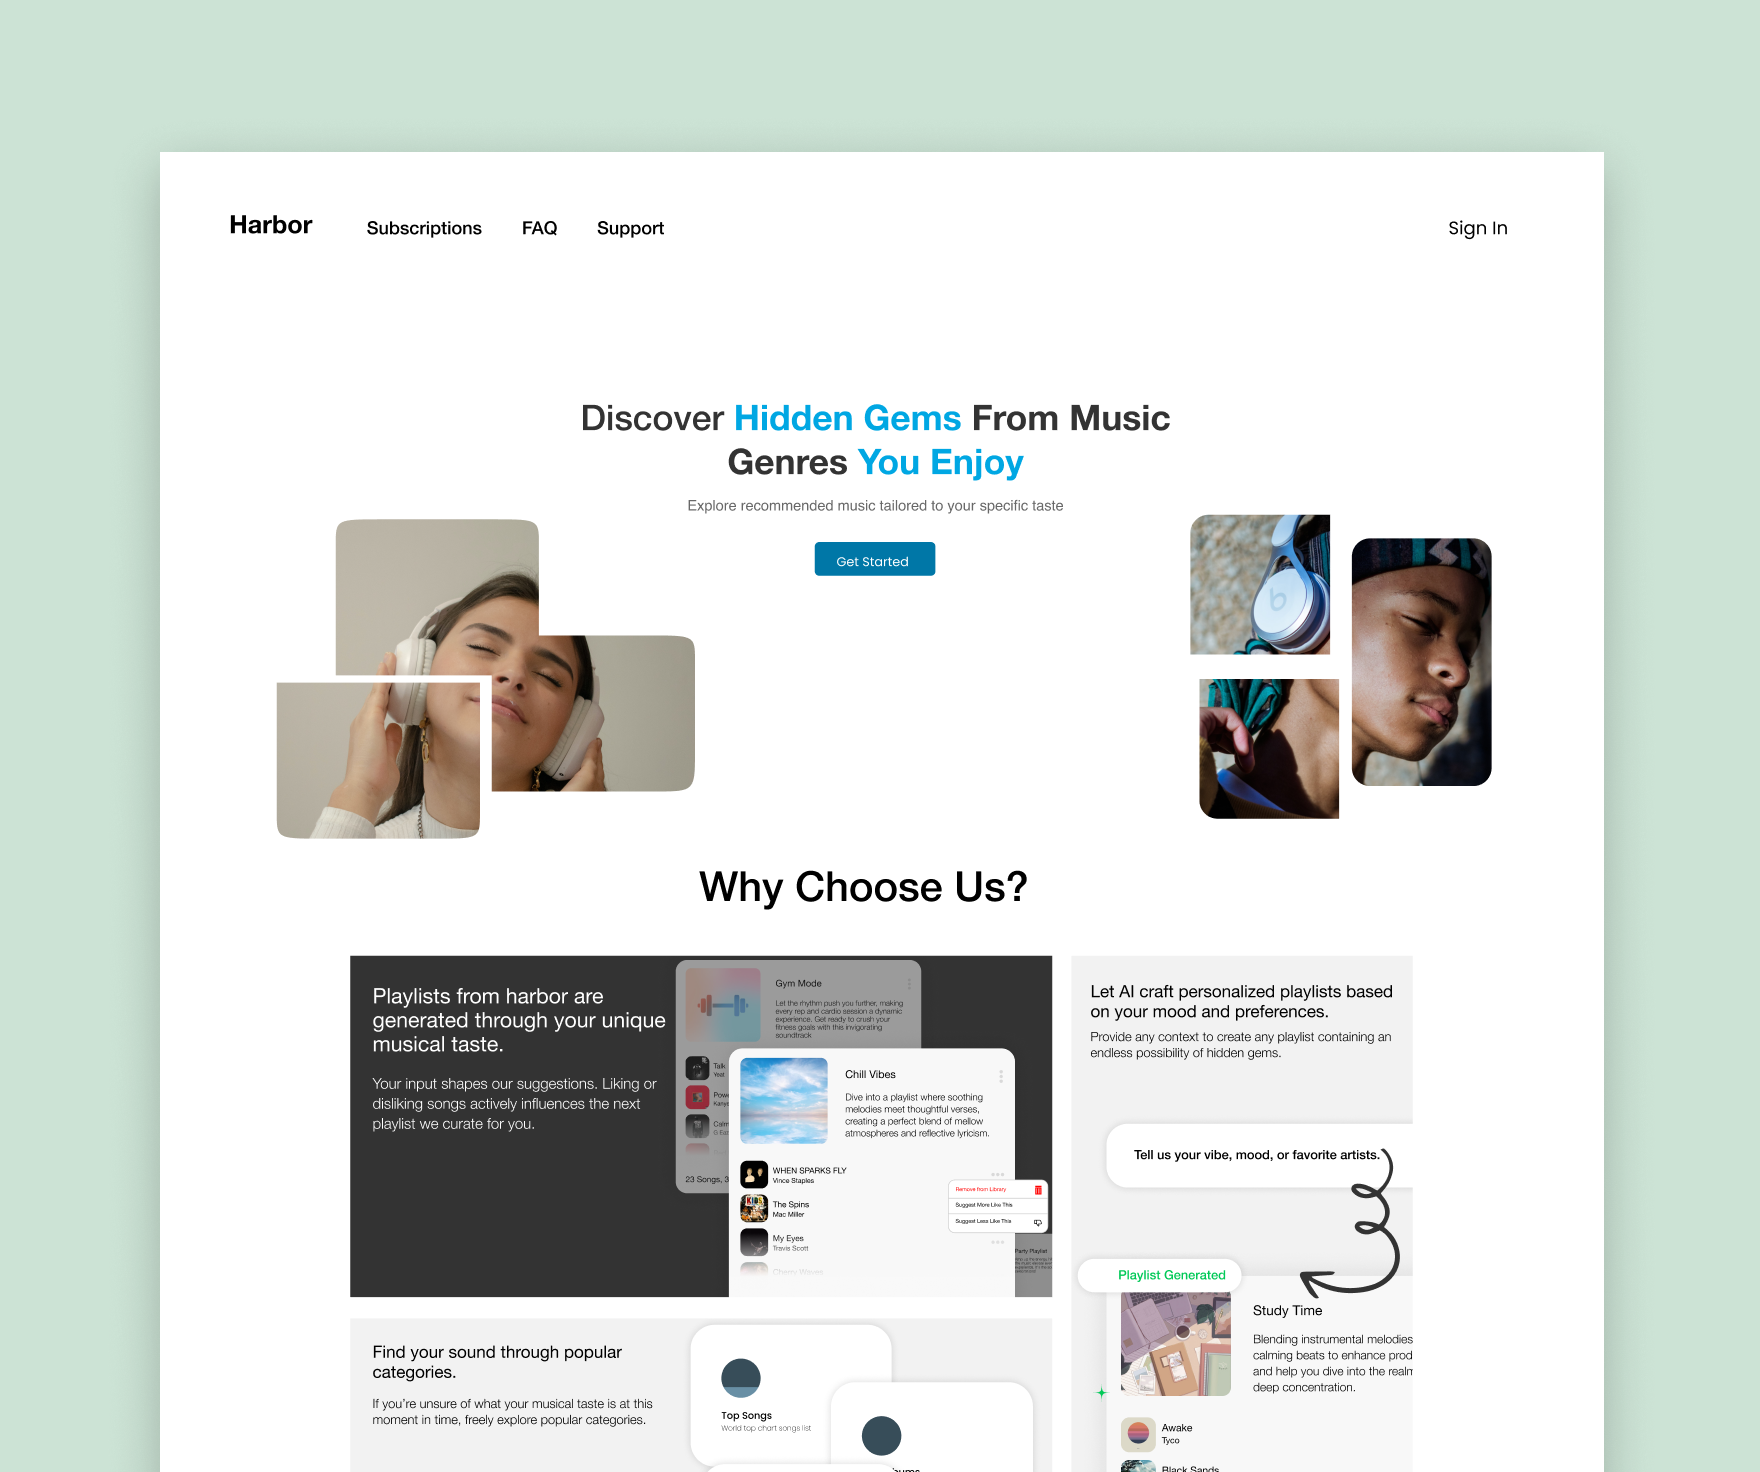 Harbor
Subscriptions
FAQ
Support
Sign In
Discover Hidden Gems From Music
Genres You Enjoy
Explore recommended music tailored to your specific taste
Get Started
Why Choose Us?
Playlists from harbor are
generated through your unique
musical taste.
Your input shapes our suggestions. Liking or
disliking songs actively influences the next
playlist we curate for you.
Gym Mode
Let the rhythm push you further, making
every rep and cardio session a dynamic
experience. Get ready to crush your
fitness goals with this invigorating
soundtrack
Talk
Yeat
Powe
Kanye
Calm
G Eaz
23 Songs, 3
Chill Vibes
Dive into a playlist where soothing
melodies meet thoughtful verses,
creating a perfect blend of mellow
atmospheres and reflective lyricism.
WHEN SPARKS FLY
Vince Staples
The Spins
Mac Miller
My Eyes
Travis Scott
Cherry Waves
Remove from Library
Suggest More Like This
Suggest Less Like This
Party Playlist
Let AI craft personalized playlists based
on your mood and preferences.
Provide any context to create any playlist containing an
endless possibility of hidden gems.
Tell us your vibe, mood, or favorite artists.
Playlist Generated
Study Time
Blending instrumental melodies
calming beats to enhance prod
and help you dive into the realm
deep concentration.
Awake
Tyco
Black Sands
Find your sound through popular
categories.
If you're unsure of what your musical taste is at this
moment in time, freely explore popular categories.
Top Songs
World top chart songs list